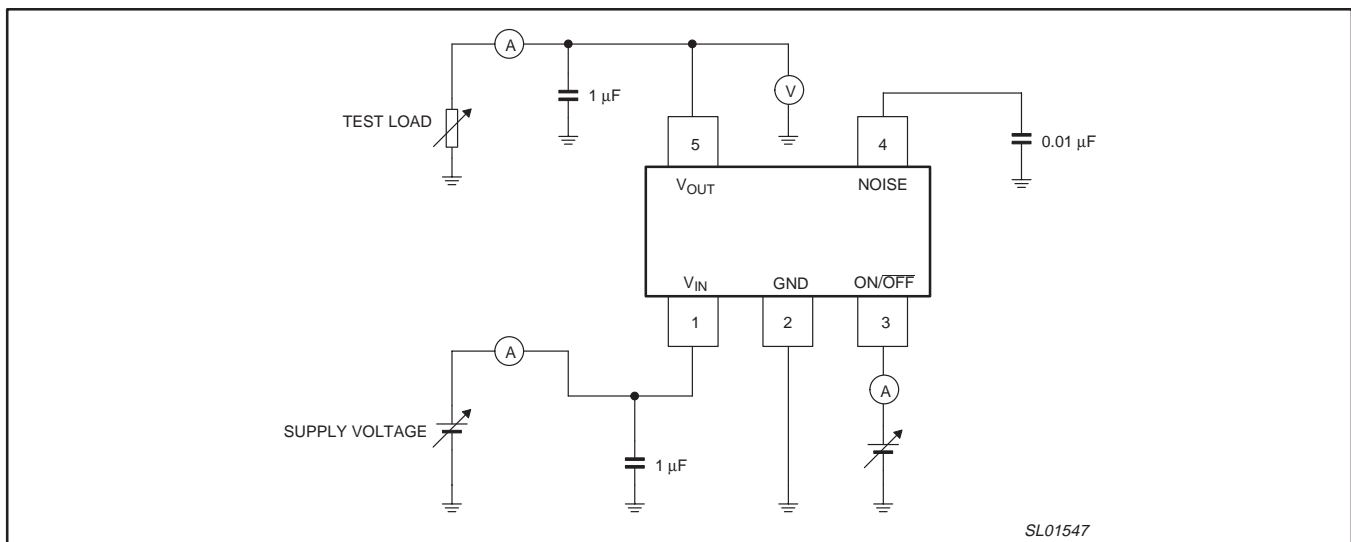 A
1 μF
V
TEST LOAD
5
4
0.01 μF
VOUT
NOISE
VIN
GND
ON/OFF
1
2
3
A
A
SUPPLY VOLTAGE
1 μF
SL01547